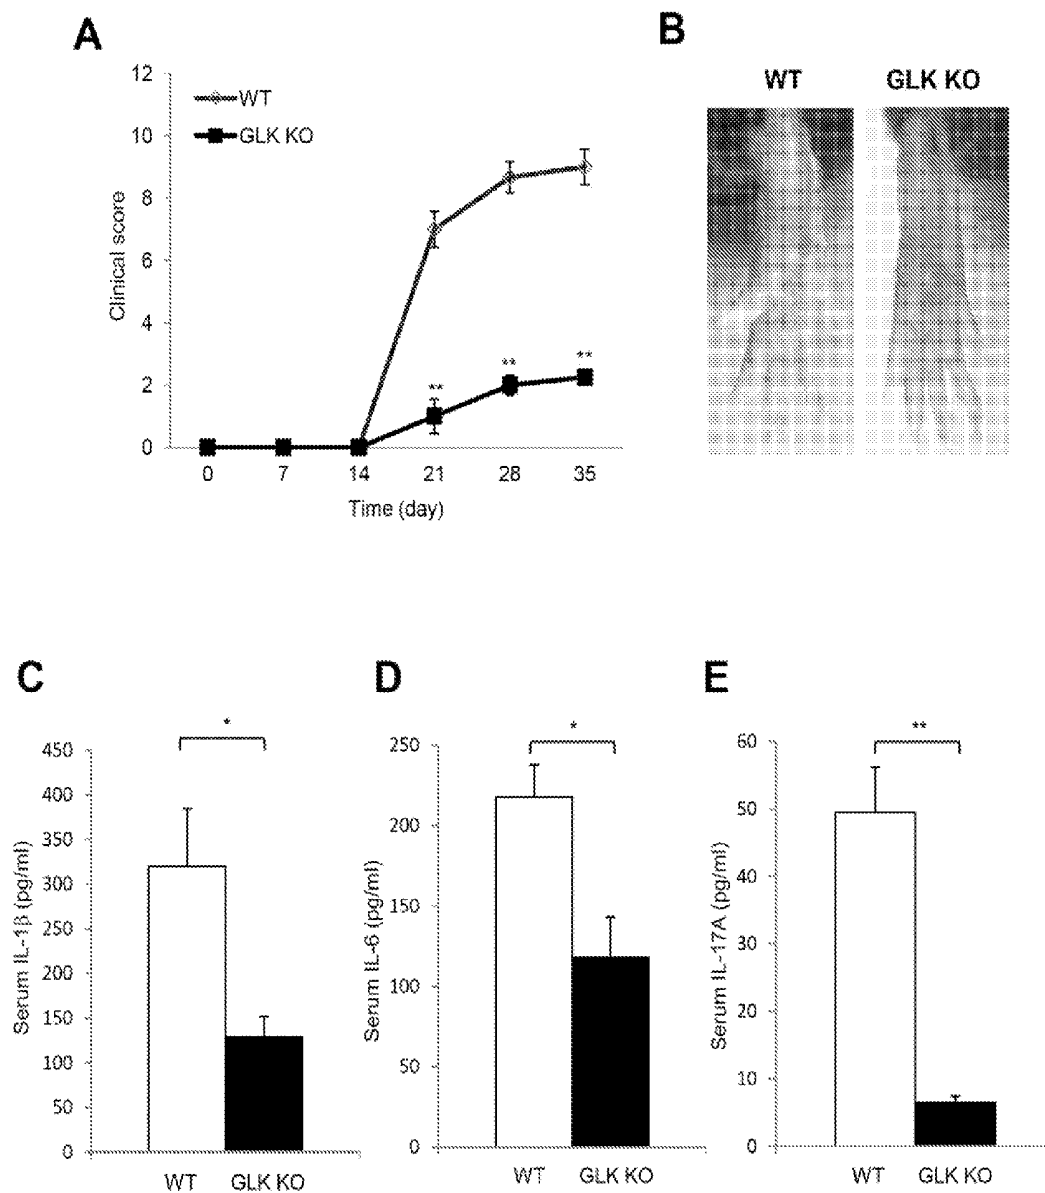 A
12
10
8
6
4
2
0
Clinical score
WT
GLK KO
**
**
**
0 7 14 21 28 35
Time (day)
B
WT GLK KO
C
450
400
350
300
250
200
150
100
50
0
Serum IL-1β (pg/ml)
*
WT GLK KO
D
250
200
150
100
50
0
Serum IL-6 (pg/ml)
*
WT GLK KO
E
60
50
40
30
20
10
0
Serum IL-17A (pg/ml)
**
WT GLK KO